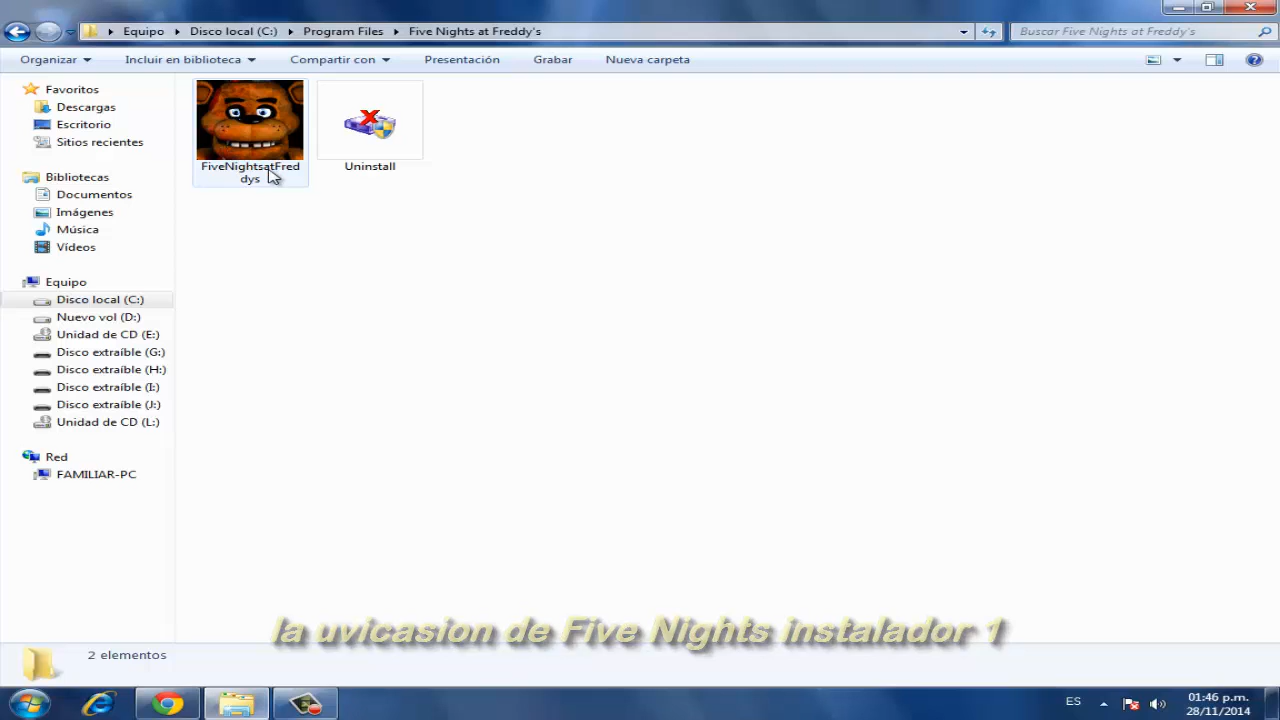 Equipo ▸ Disco local (C:) ▸ Program Files ▸ Five Nights at Freddy's
Buscar Five Nights at Freddy's
Organizar
Incluir en biblioteca
Compartir con
Presentación
Grabar
Nueva carpeta
Favoritos
Descargas
Escritorio
Sitios recientes
Bibliotecas
Documentos
Imágenes
Música
Vídeos
Equipo
Disco local (C:)
Nuevo vol (D:)
Unidad de CD (E:)
Disco extraíble (G:)
Disco extraíble (H:)
Disco extraíble (I:)
Disco extraíble (J:)
Unidad de CD (L:)
Red
FAMILIAR-PC
FiveNightsatFred
dys
Uninstall
la uvicasion de Five Nights instalador 1
2 elementos
ES
01:46 p.m.
28/11/2014